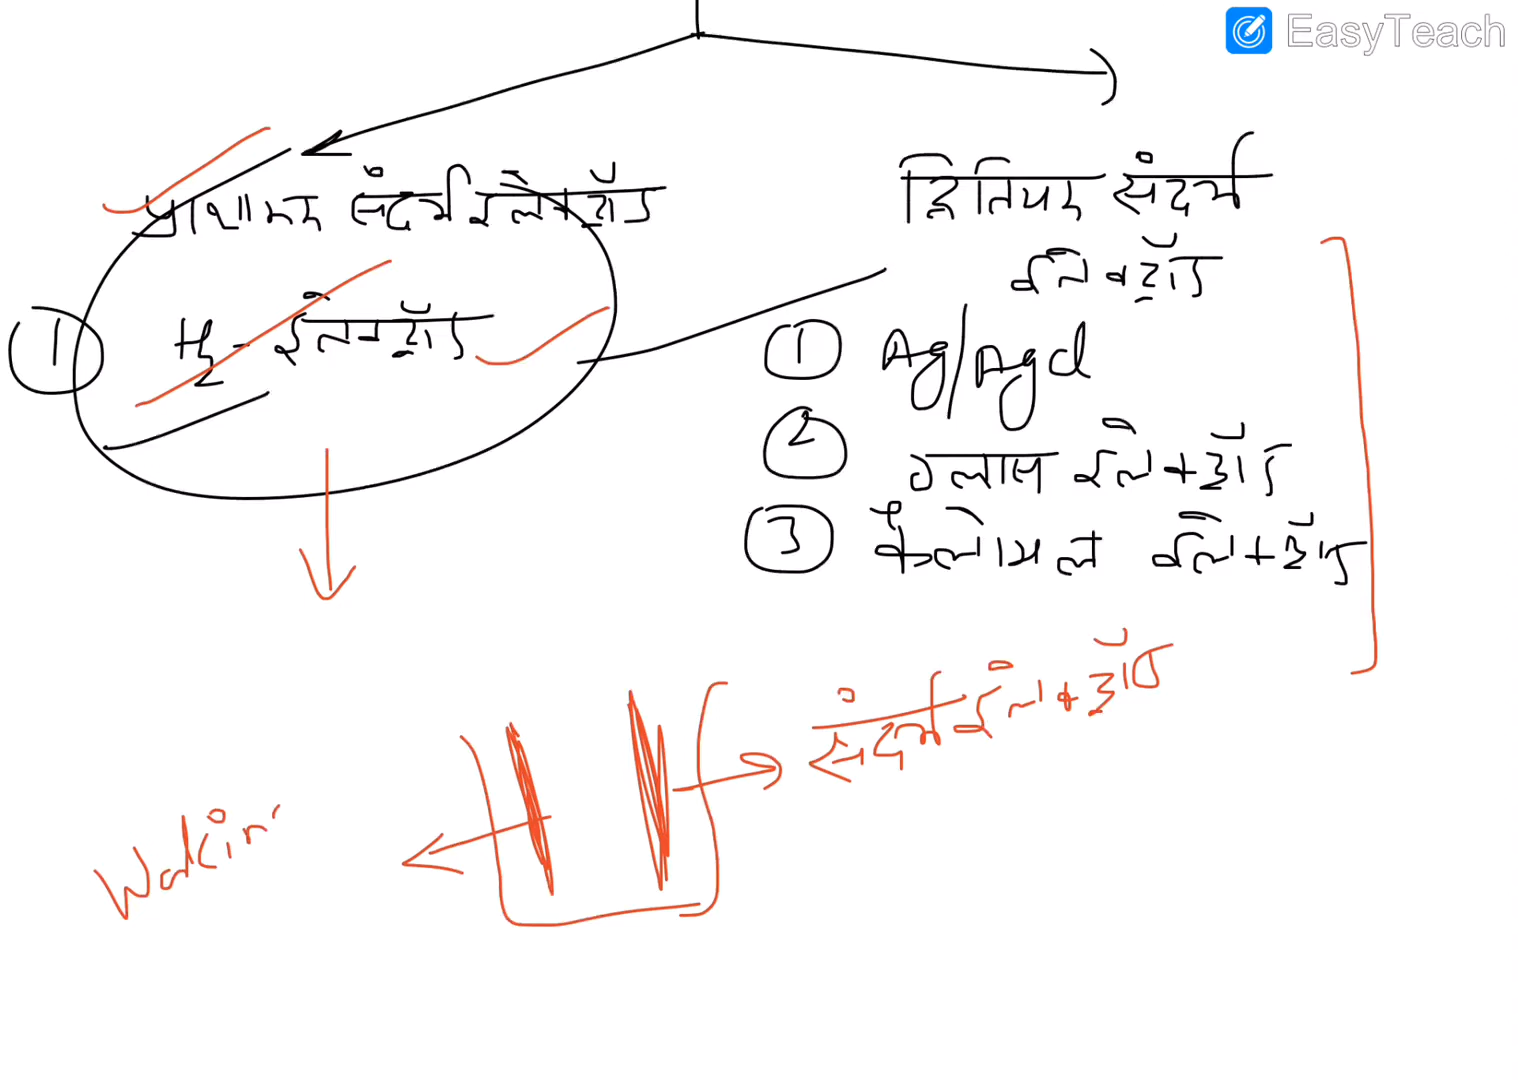 EasyTeach
प्राथमिक संदर्भ इलेक्ट्रॉड
① H₂ - इलेक्ट्रॉड
द्वितियक संदर्भ
इलेक्ट्रॉड
① Ag/AgCl
② ग्लास इलेक्ट्रॉड
③ कैलोमल इलेक्ट्रॉड
संदर्भ इलेक्ट्रॉड
Workin